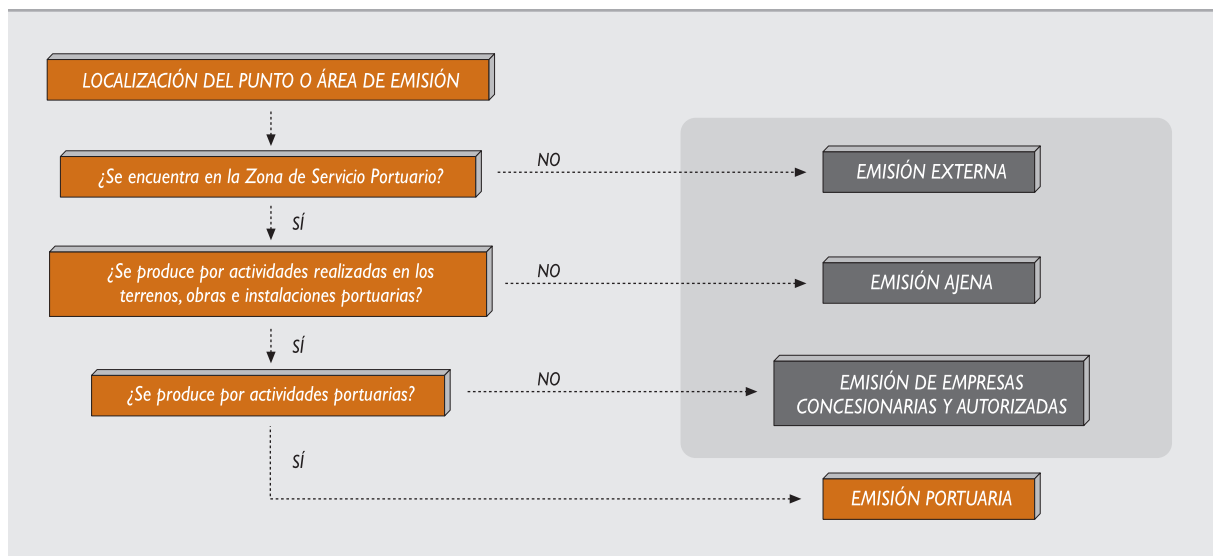 LOCALIZACIÓN DEL PUNTO O ÁREA DE EMISIÓN
¿Se encuentra en la Zona de Servicio Portuario?
NO
EMISIÓN EXTERNA
SÍ
¿Se produce por actividades realizadas en los
terrenos, obras e instalaciones portuarias?
NO
EMISIÓN AJENA
SÍ
¿Se produce por actividades portuarias?
NO
EMISIÓN DE EMPRESAS
CONCESIONARIAS Y AUTORIZADAS
SÍ
EMISIÓN PORTUARIA